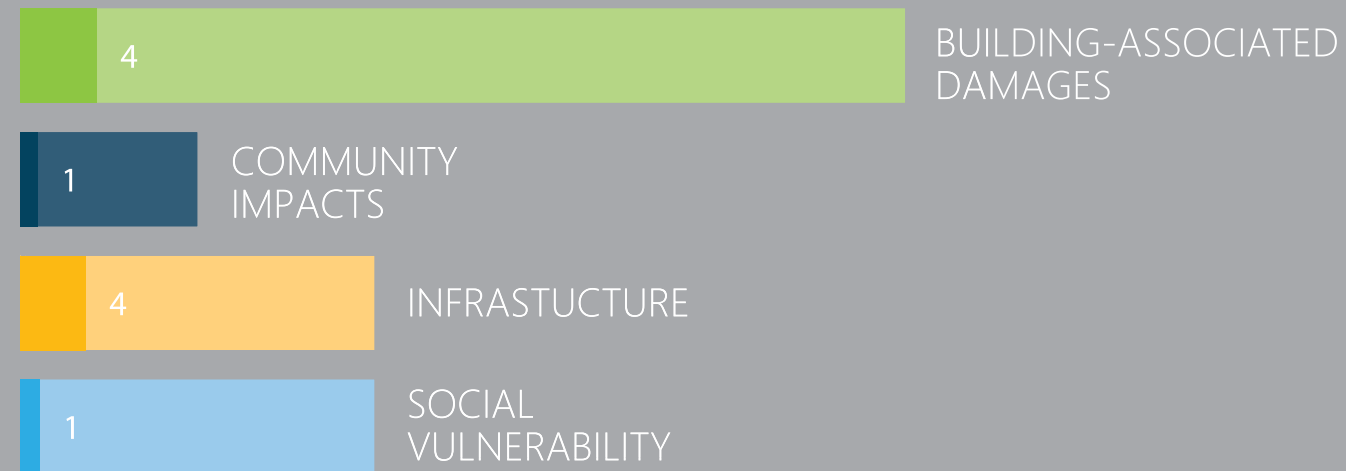 4
BUILDING-ASSOCIATED
DAMAGES
1
COMMUNITY
IMPACTS
4
INFRASTUCTURE
1
SOCIAL
VULNERABILITY